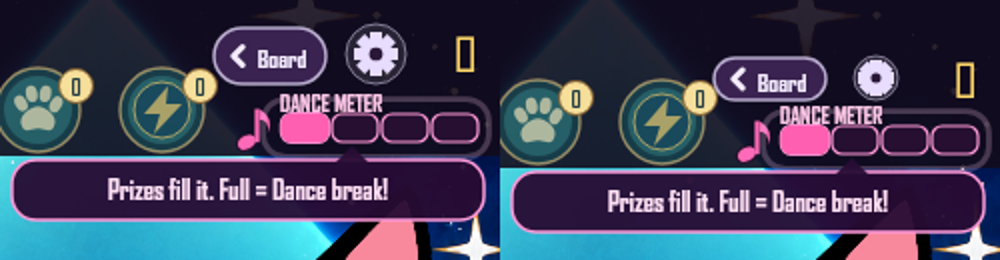 Board
0 0
DANCE METER
Prizes fill it. Full = Dance break!
Board
0 0
DANCE METER
Prizes fill it. Full = Dance break!